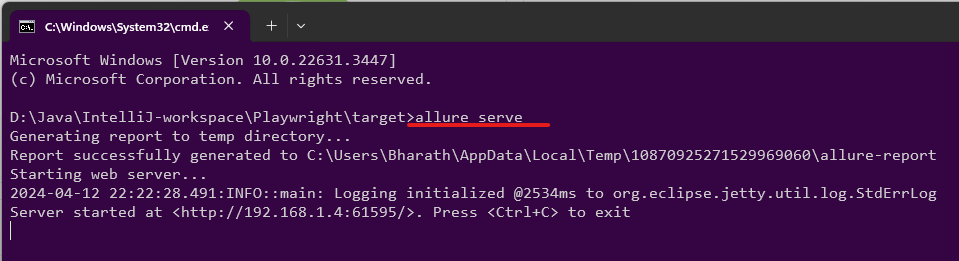 C:\Windows\System32\cmd.e
Microsoft Windows [Version 10.0.22631.3447]
(c) Microsoft Corporation. All rights reserved.
D:\Java\IntelliJ-workspace\Playwright\target>allure serve
Generating report to temp directory...
Report successfully generated to C:\Users\Bharath\AppData\Local\Temp\10870925271529969060\allure-report
Starting web server...
2024-04-12 22:22:28.491:INFO::main: Logging initialized @2534ms to org.eclipse.jetty.util.log.StdErrLog
Server started at <http://192.168.1.4:61595/>. Press <Ctrl+C> to exit